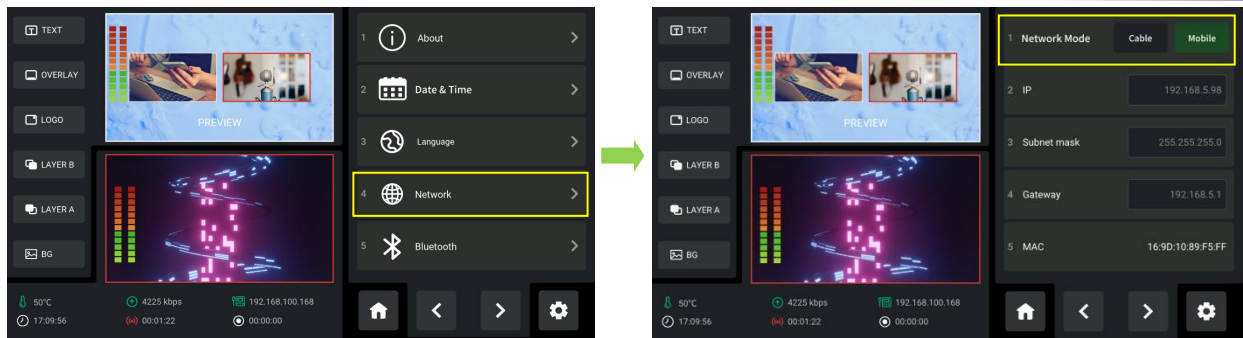 TEXT
OVERLAY
LOGO
LAYER B
LAYER A
BG
PREVIEW
1 About
2 Date & Time
3 Language
4 Network
5 Bluetooth
50°C
4225 kbps
192.168.100.168
17:09:56
00:01:22
00:00:00
TEXT
OVERLAY
LOGO
LAYER B
LAYER A
BG
PREVIEW
1 Network Mode Cable Mobile
2 IP 192.168.5.98
3 Subnet mask 255.255.255.0
4 Gateway 192.168.5.1
5 MAC 16:9D:10:89:F5:FF
50°C
4225 kbps
192.168.100.168
17:09:56
00:01:22
00:00:00